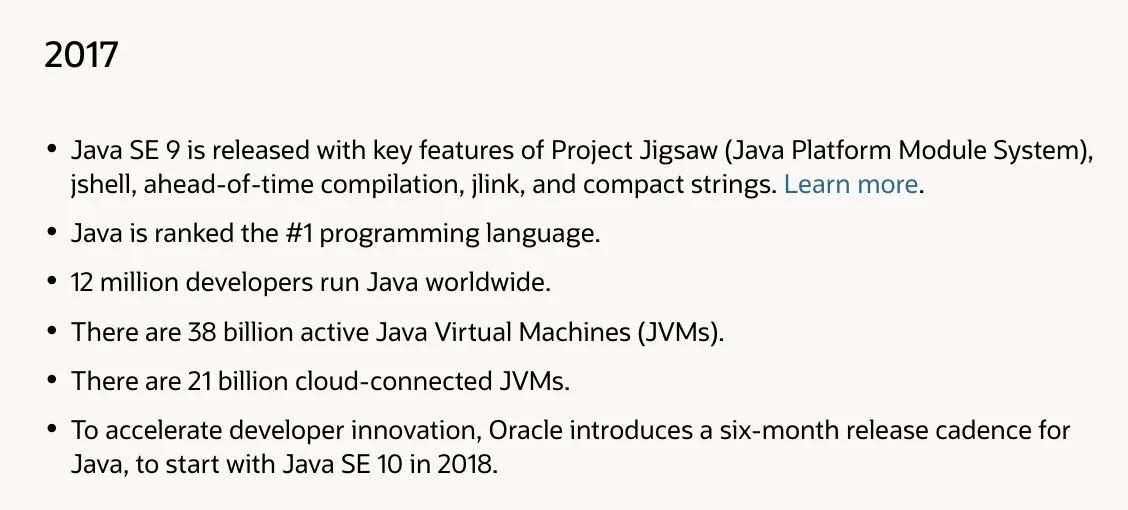 2017
• Java SE 9 is released with key features of Project Jigsaw (Java Platform Module System),
jshell, ahead-of-time compilation, jlink, and compact strings. Learn more.
• Java is ranked the #1 programming language.
• 12 million developers run Java worldwide.
• There are 38 billion active Java Virtual Machines (JVMs).
• There are 21 billion cloud-connected JVMs.
• To accelerate developer innovation, Oracle introduces a six-month release cadence for
Java, to start with Java SE 10 in 2018.